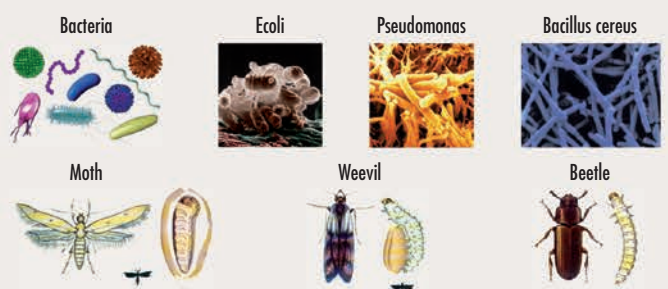 Bacteria
Ecoli
Pseudomonas
Bacillus cereus
Moth
Weevil
Beetle